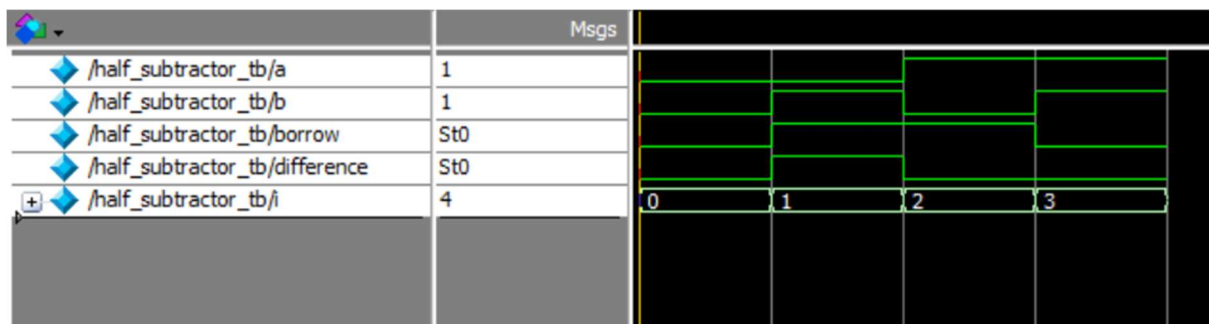 Msgs
/half_subtractor_tb/a 1
/half_subtractor_tb/b 1
/half_subtractor_tb/borrow St0
/half_subtractor_tb/difference St0
/half_subtractor_tb/i 4 0 1 2 3